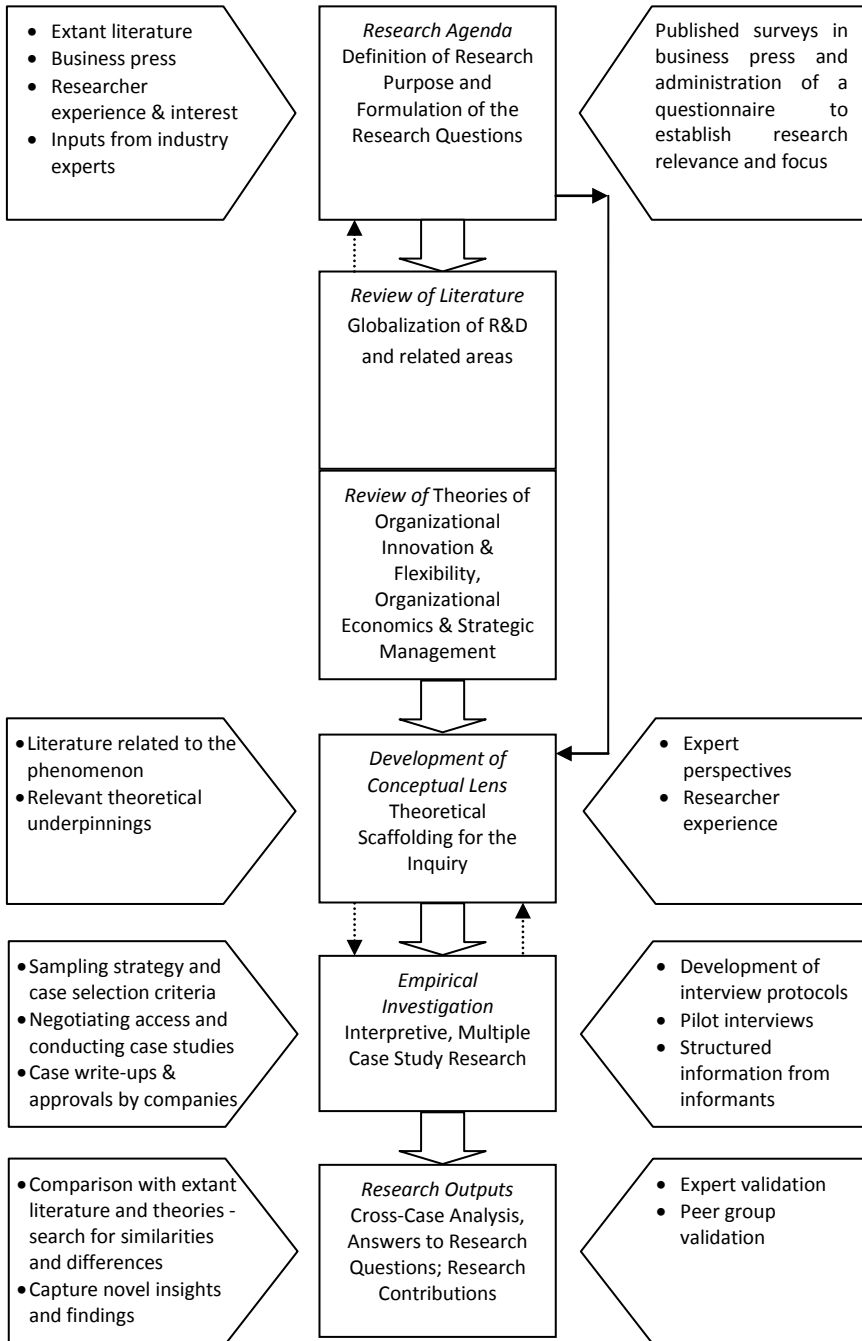 • Extant literature
• Business press
• Researcher
experience & interest
• Inputs from industry
experts
Research Agenda
Definition of Research
Purpose and
Formulation of the
Research Questions
Published surveys in
business press and
administration of a
questionnaire to
establish research
relevance and focus
Review of Literature
Globalization of R&D
and related areas
Review of Theories of
Organizational
Innovation &
Flexibility,
Organizational
Economics & Strategic
Management
• Literature related to the
phenomenon
• Relevant theoretical
underpinnings
Development of
Conceptual Lens
Theoretical
Scaffolding for the
Inquiry
• Expert
perspectives
• Researcher
experience
• Sampling strategy and
case selection criteria
• Negotiating access and
conducting case studies
• Case write-ups &
approvals by companies
Empirical
Investigation
Interpretive, Multiple
Case Study Research
• Development of
interview protocols
• Pilot interviews
• Structured
information from
informants
• Comparison with extant
literature and theories -
search for similarities
and differences
• Capture novel insights
and findings
Research Outputs
Cross-Case Analysis,
Answers to Research
Questions; Research
Contributions
• Expert validation
• Peer group
validation